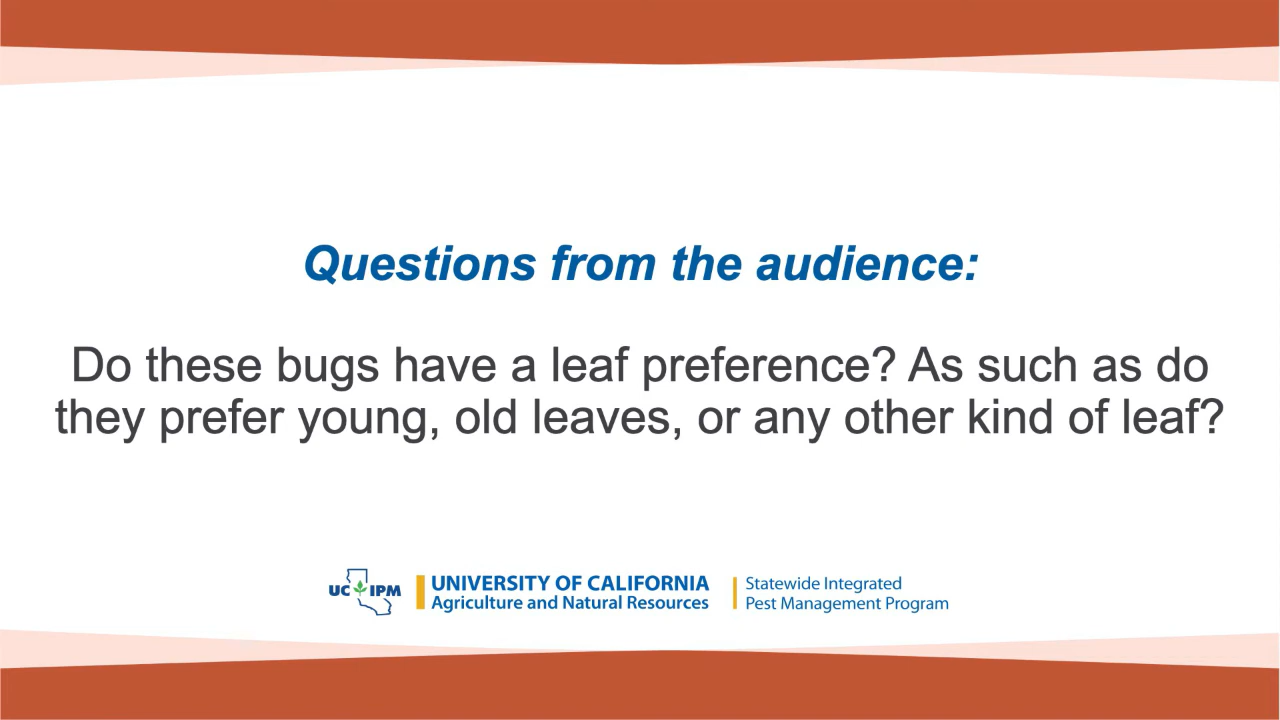 Questions from the audience:
Do these bugs have a leaf preference? As such as do
they prefer young, old leaves, or any other kind of leaf?
UC IPM
UNIVERSITY OF CALIFORNIA
Agriculture and Natural Resources
Statewide Integrated
Pest Management Program